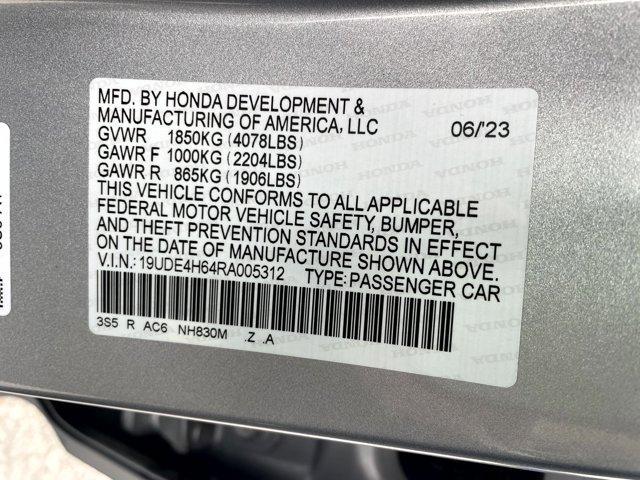 MFD. BY HONDA DEVELOPMENT &
MANUFACTURING OF AMERICA, LLC 06/'23
GVWR 1850KG (4078LBS)
GAWR F 1000KG (2204LBS)
GAWR R 865KG (1906LBS)
THIS VEHICLE CONFORMS TO ALL APPLICABLE
FEDERAL MOTOR VEHICLE SAFETY, BUMPER,
AND THEFT PREVENTION STANDARDS IN EFFECT
ON THE DATE OF MANUFACTURE SHOWN ABOVE.
V.I.N.: 19UDE4H64RA005312 TYPE: PASSENGER CAR
3S5 R AC6 NH830M .Z .A